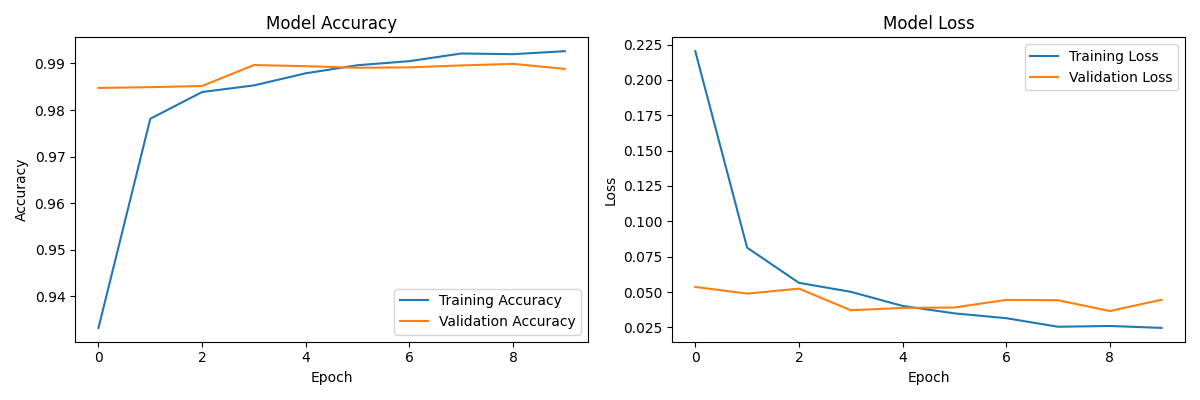 Model Accuracy
Accuracy
0.99
0.98
0.97
0.96
0.95
0.94
0 2 4 6 8
Epoch
Training Accuracy
Validation Accuracy
Model Loss
Loss
0.225
0.200
0.175
0.150
0.125
0.100
0.075
0.050
0.025
0 2 4 6 8
Epoch
Training Loss
Validation Loss